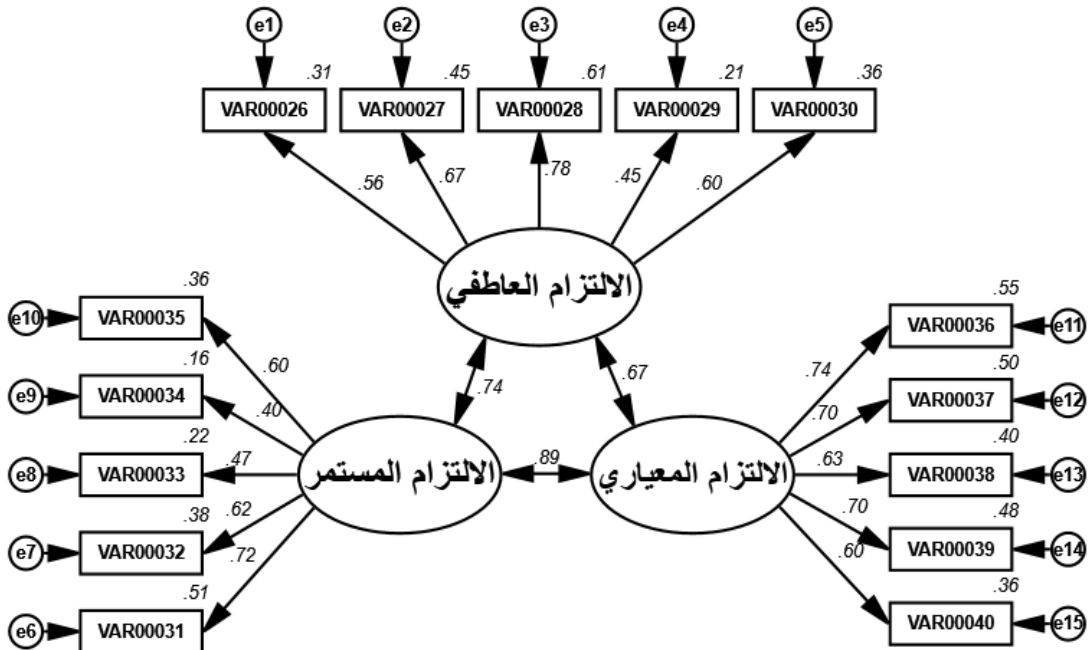 e1 e2 e3 e4 e5
.31 .45 .61 .21 .36
VAR00026 VAR00027 VAR00028 VAR00029 VAR00030
.56 .67 .78 .45 .60
الالتزام العاطفي
.74 .67
.36
e10 VAR00035
.60
.16
e9 VAR00034
.40
.22
e8 VAR00033
.47
.38
e7 VAR00032
.62
.51
e6 VAR00031
.72
الالتزام المستمر
.89
الالتزام المعياري
.55
.74
VAR00036 e11
.50
.70
VAR00037 e12
.40
.63
VAR00038 e13
.48
.70
VAR00039 e14
.36
.60
VAR00040 e15